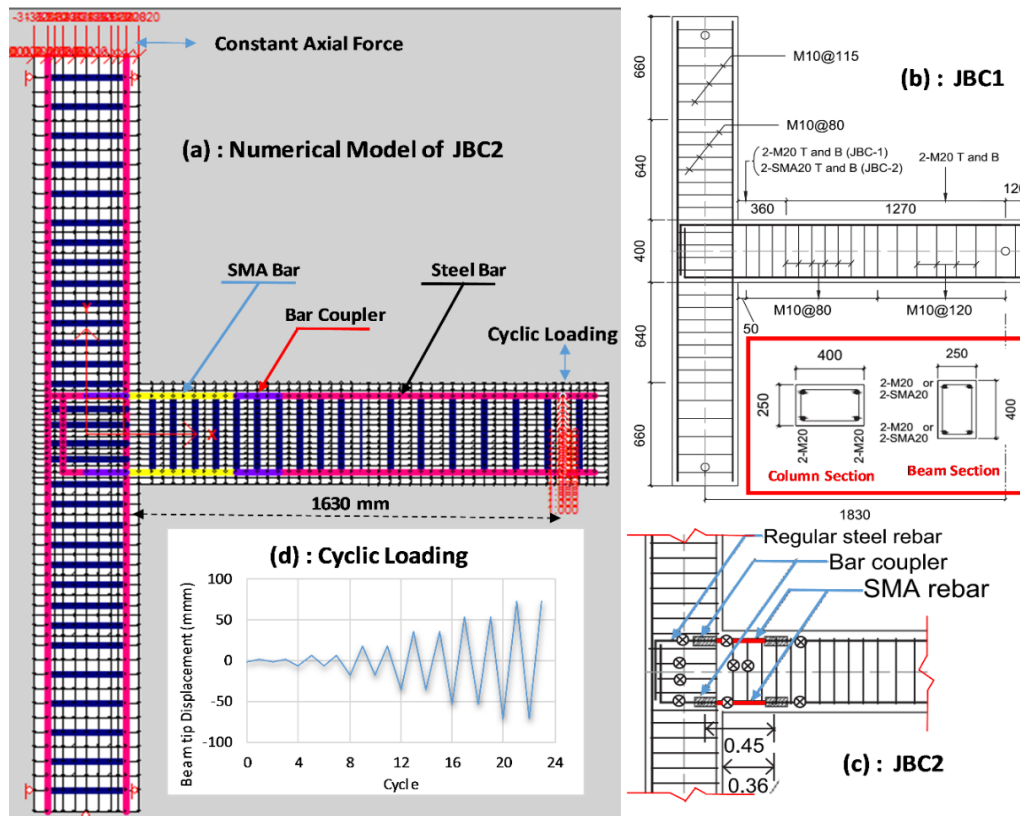 Constant Axial Force
(a) : Numerical Model of JBC2
SMA Bar
Bar Coupler
Steel Bar
Cyclic Loading
Y
X
1630 mm
(d) : Cyclic Loading
Beam tip Displacement (mmm)
100
50
0
-50
-100
0 4 8 12 16 20 24
Cycle
(b) : JBC1
660
640
400
640
660
M10@115
M10@80
2-M20 T and B (JBC-1)
2-SMA20 T and B (JBC-2)
2-M20 T and B
360
1270
M10@80
M10@120
50
400
250
2-M20
2-M20
Column Section
250
400
2-M20 or
2-SMA20
2-M20 or
2-SMA20
Beam Section
1830
Regular steel rebar
Bar coupler
SMA rebar
0.45
0.36
(c) : JBC2